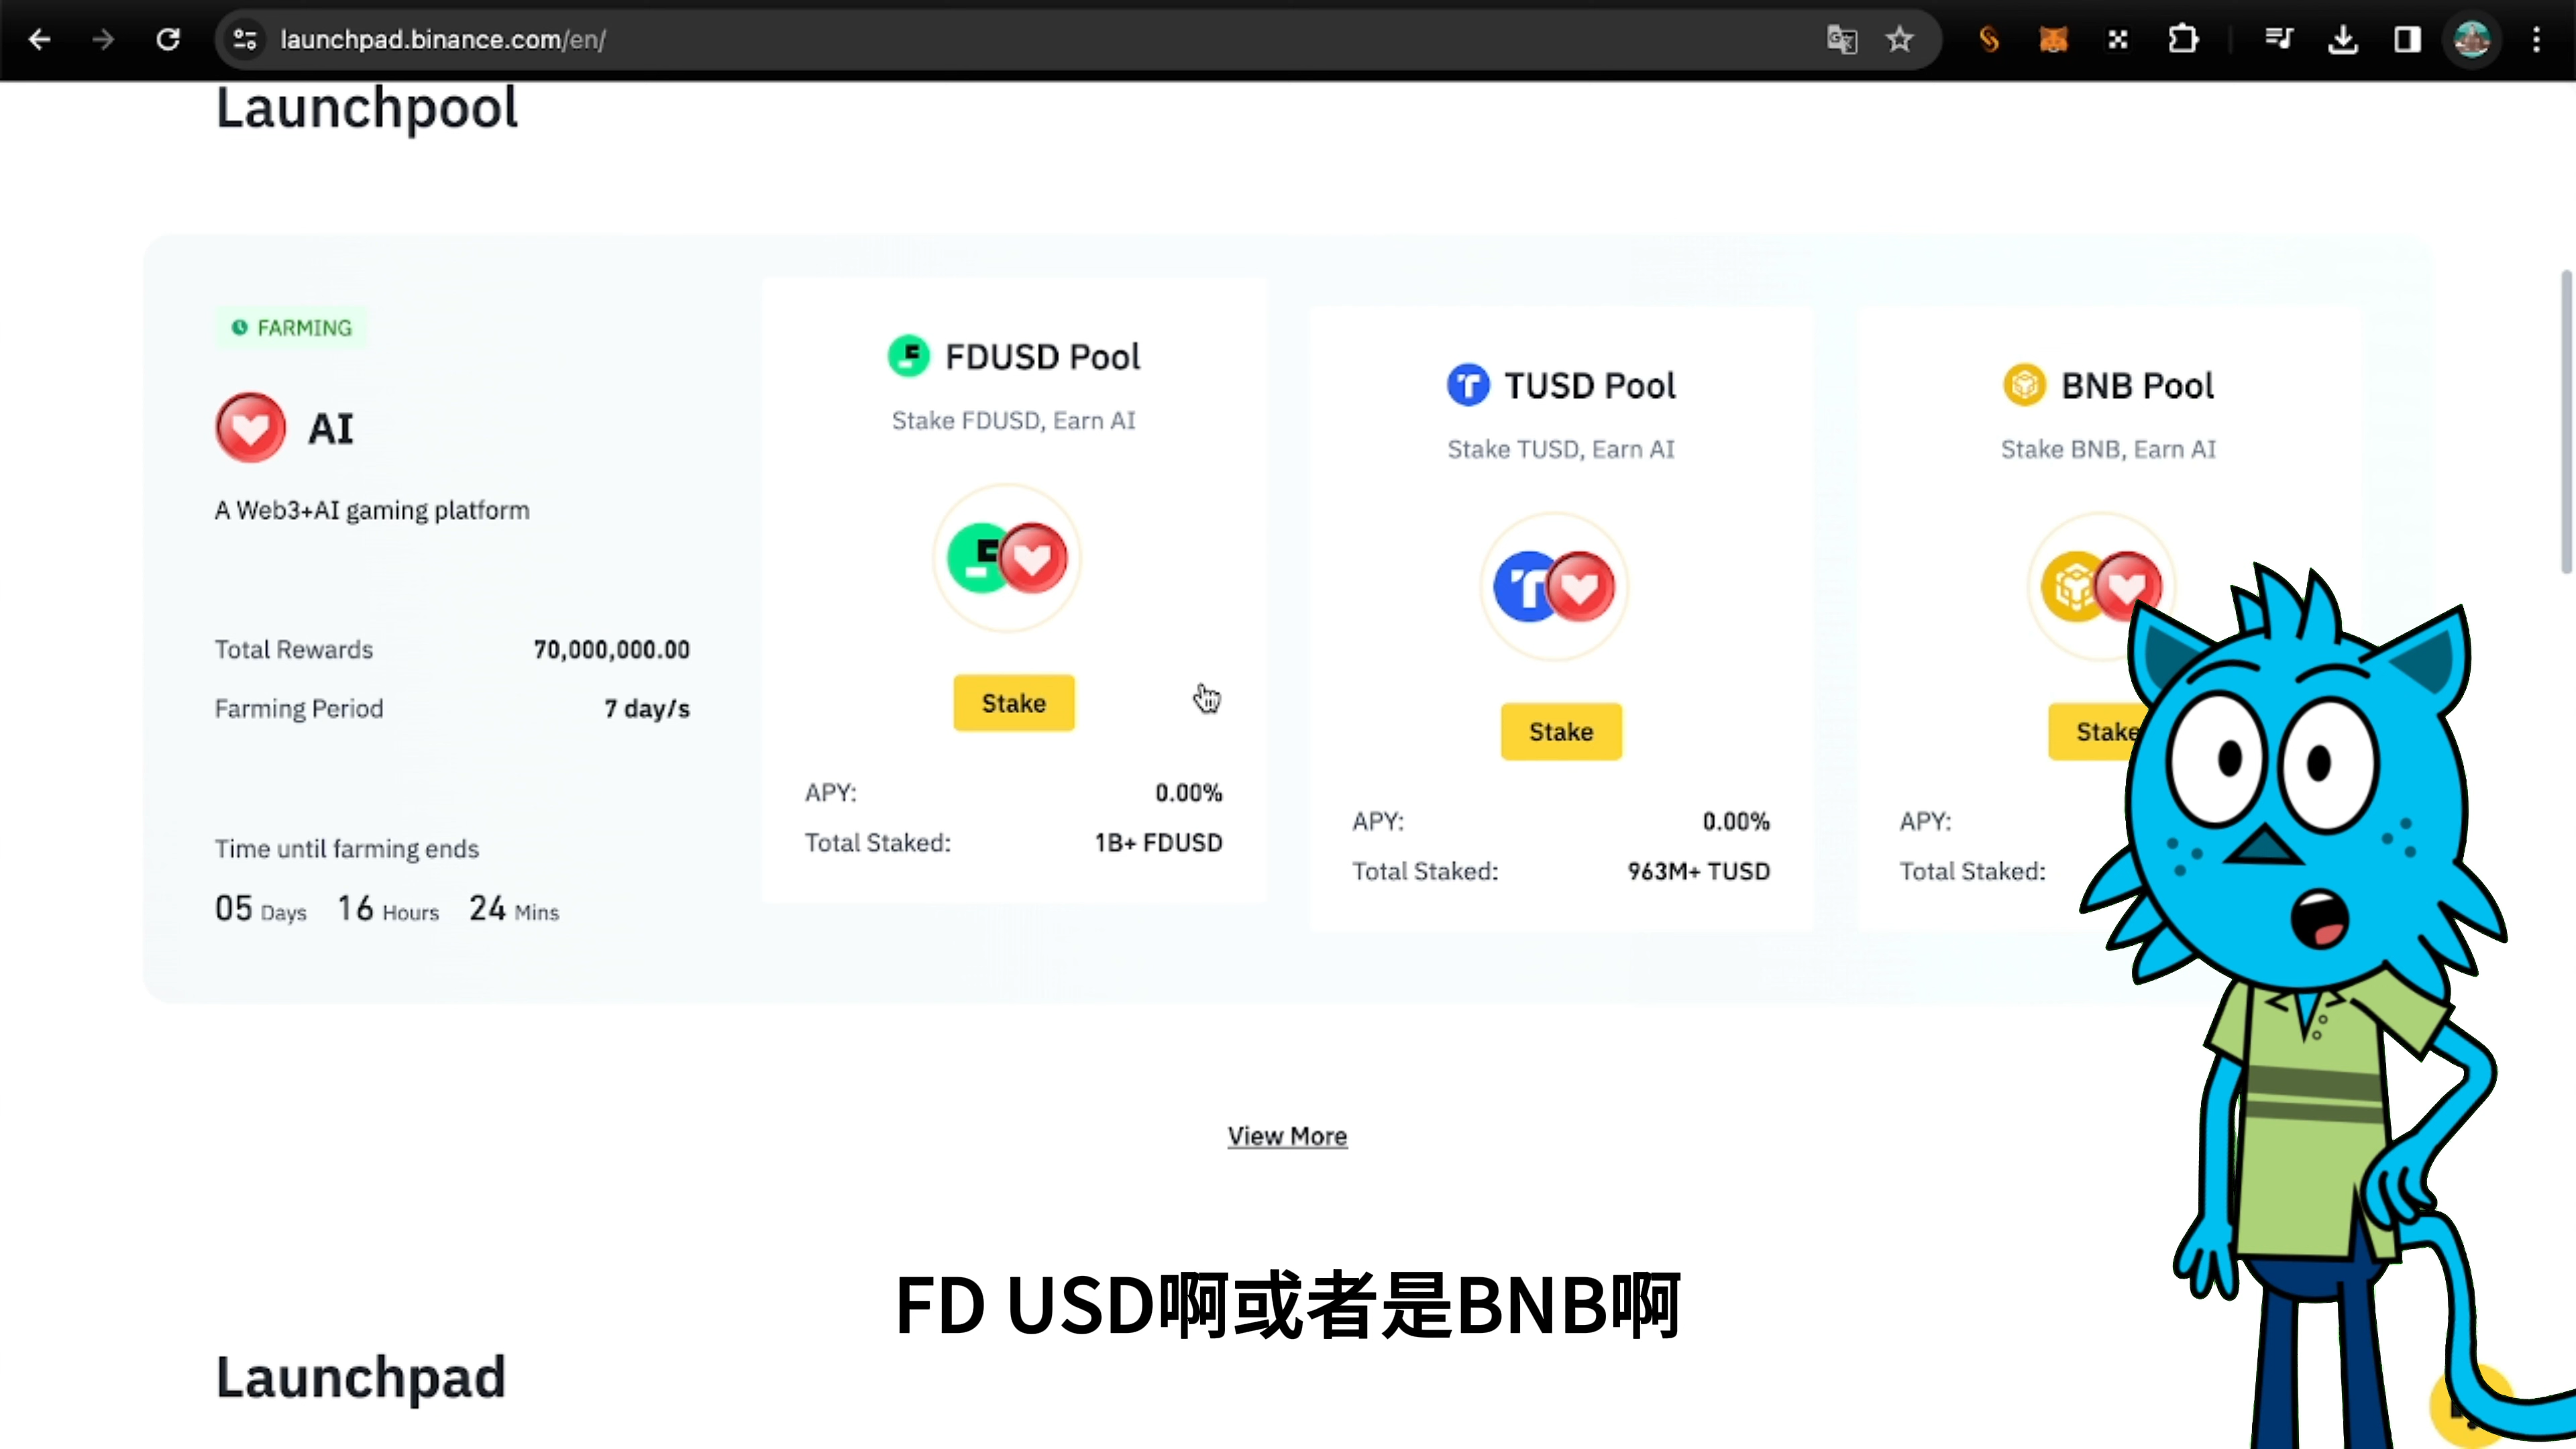 launchpad.binance.com/en/
Launchpool
FARMING
AI
A Web3+AI gaming platform
Total Rewards 70,000,000.00
Farming Period 7 day/s
Time until farming ends
05 Days 16 Hours 24 Mins
FDUSD Pool
Stake FDUSD, Earn AI
Stake
APY: 0.00%
Total Staked: 1B+ FDUSD
TUSD Pool
Stake TUSD, Earn AI
Stake
APY: 0.00%
Total Staked: 963M+ TUSD
BNB Pool
Stake BNB, Earn AI
Stake
APY:
Total Staked:
View More
FD USD啊或者是BNB啊
Launchpad